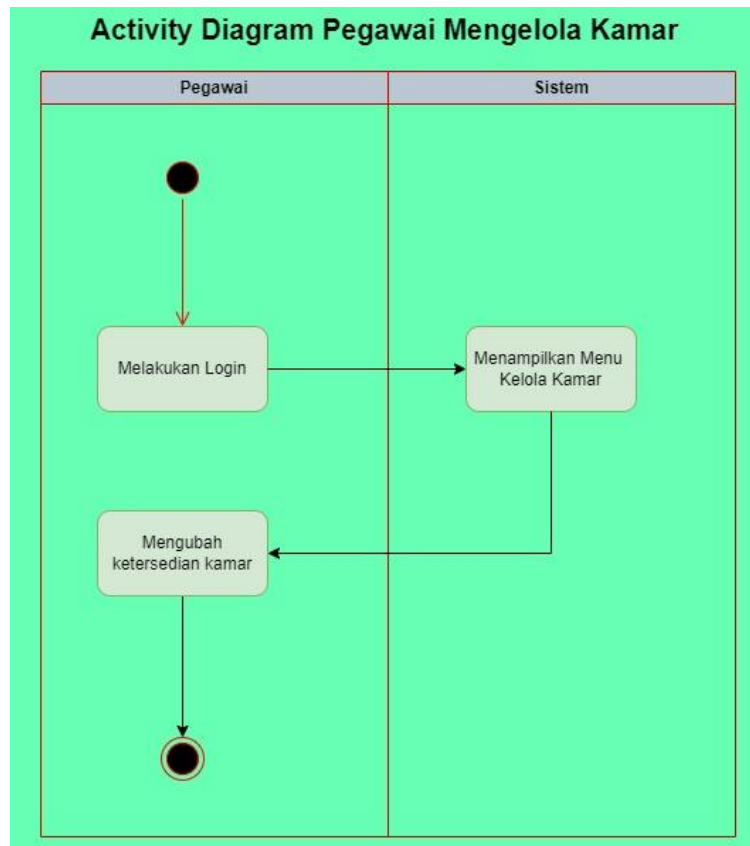 Activity Diagram Pegawai Mengelola Kamar
Pegawai
Sistem
Melakukan Login
Menampilkan Menu
Kelola Kamar
Mengubah
ketersedian kamar